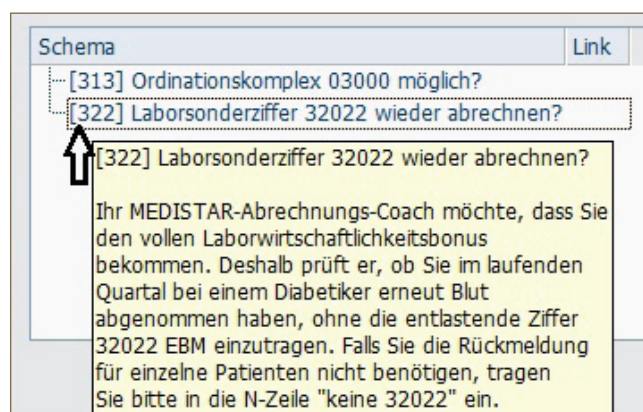 Schema Link
[313] Ordinationskomplex 03000 möglich?
[322] Laborsonderziffer 32022 wieder abrechnen?
[322] Laborsonderziffer 32022 wieder abrechnen?
Ihr MEDISTAR-Abrechnungs-Coach möchte, dass Sie
den vollen Laborwirtschaftlichkeitsbonus
bekommen. Deshalb prüft er, ob Sie im laufenden
Quartal bei einem Diabetiker erneut Blut
abgenommen haben, ohne die entlastende Ziffer
32022 EBM einzutragen. Falls Sie die Rückmeldung
für einzelne Patienten nicht benötigen, tragen
Sie bitte in die N-Zeile "keine 32022" ein.